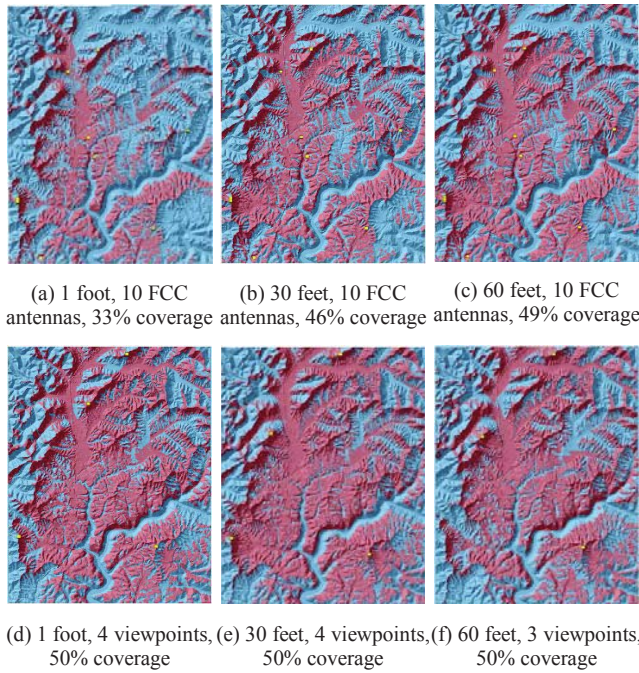 (a) 1 foot, 10 FCC
antennas, 33% coverage
(b) 30 feet, 10 FCC
antennas, 46% coverage
(c) 60 feet, 10 FCC
antennas, 49% coverage
(d) 1 foot, 4 viewpoints,
50% coverage
(e) 30 feet, 4 viewpoints,
50% coverage
(f) 60 feet, 3 viewpoints,
50% coverage